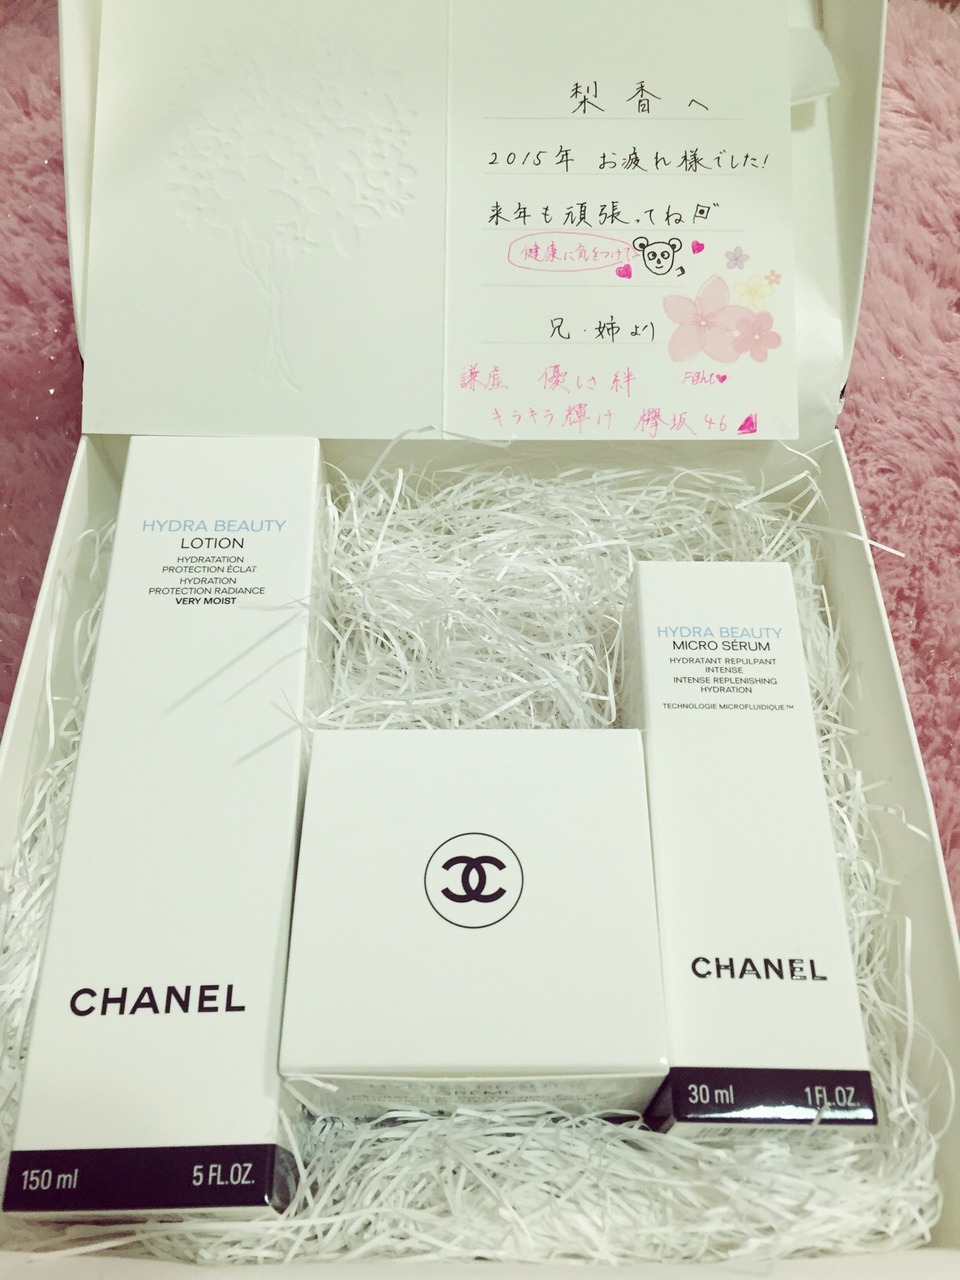 梨香へ
2015年 お疲れ様でした!
来年も頑張ってね
健康に気をつけて
兄・姉より
謙虚 優しさ 絆
キラキラ輝け 欅坂46
HYDRA BEAUTY
LOTION
HYDRATATION
PROTECTION ÉCLAT
HYDRATION
PROTECTION RADIANCE
VERY MOIST
CHANEL
150 ml 5 FL.OZ.
HYDRA BEAUTY
MICRO SÉRUM
HYDRATANT REPULPANT
INTENSE
INTENSE REPLENISHING
HYDRATION
TECHNOLOGIE MICROFLUIDIQUE™
CHANEL
30 ml 1 FL.OZ.